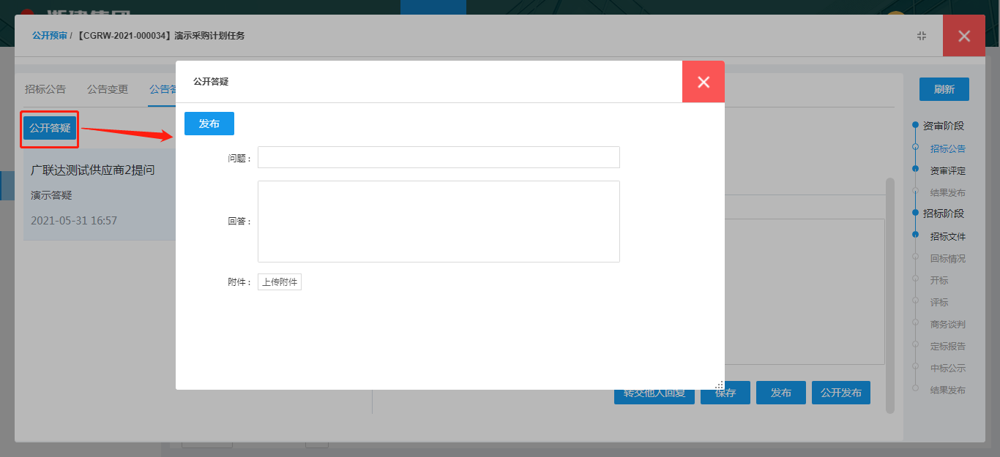 公开预审 / 【CGRW-2021-000034】演示采购计划任务
公开答疑
招标公告 公告变更 公告答
刷新
发布
公开答疑
资审阶段
招标公告
问题：
广联达测试供应商2提问
资审评定
演示答疑
结果发布
2021-05-31 16:57
招标阶段
回答：
招标文件
回标情况
附件： 上传附件
开标
评标
商务谈判
定标报告
中标公示
转交他人回复 保存 发布 公开发布
结果发布